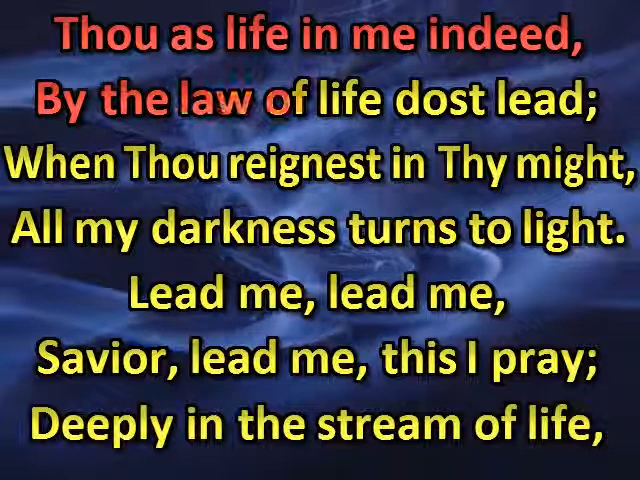 Thou as life in me indeed,
By the law of life dost lead;
When Thou reignest in Thy might,
All my darkness turns to light.
Lead me, lead me,
Savior, lead me, this I pray;
Deeply in the stream of life,